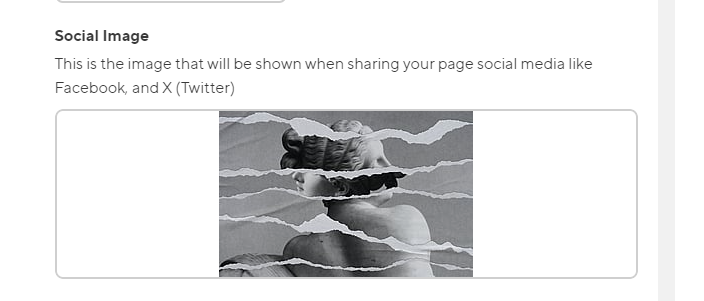 Social Image
This is the image that will be shown when sharing your page social media like
Facebook, and X (Twitter)